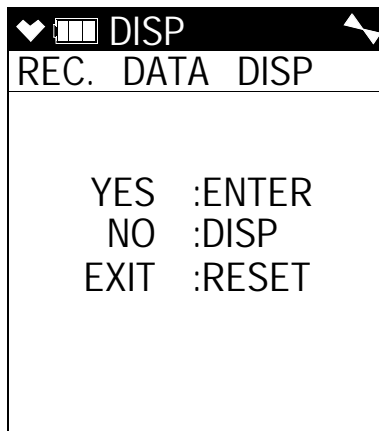 DISP
REC. DATA DISP
YES :ENTER
NO :DISP
EXIT :RESET